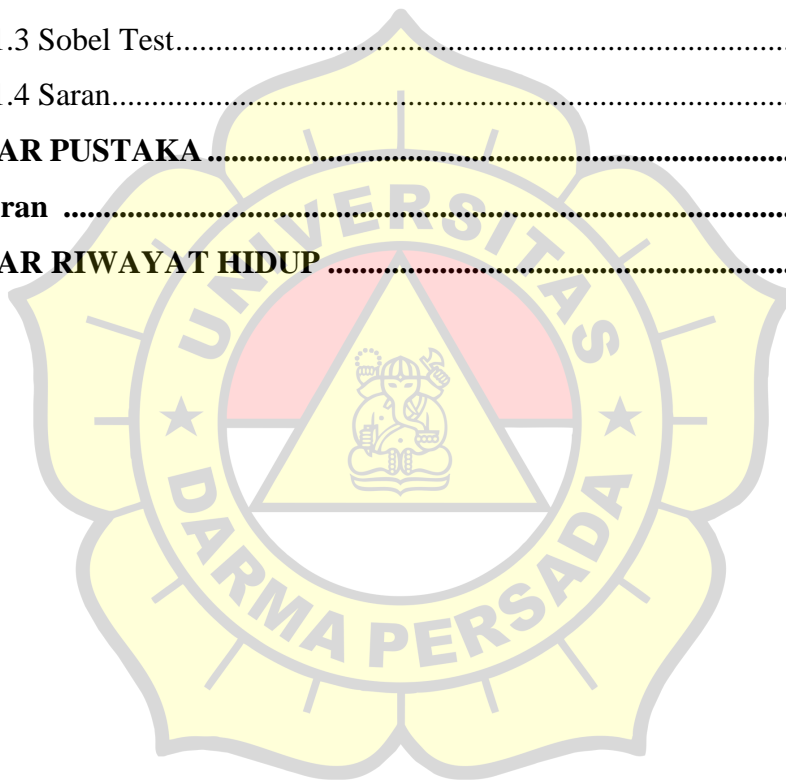 .3 Sobel Test................................................................................
.4 Saran.........................................................................................
AR PUSTAKA ..........................................................................
ran ..............................................................................................
AR RIWAYAT HIDUP ...........................................................
UNIVERSITAS
DARMA PERSADA